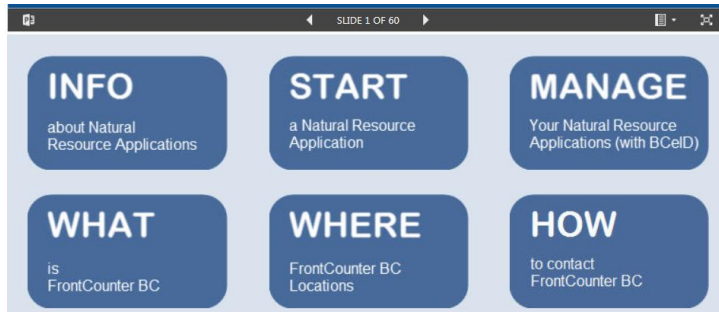 SLIDE 1 OF 60
INFO
about Natural
Resource Applications
START
a Natural Resource
Application
MANAGE
Your Natural Resource
Applications (with BCeID)
WHAT
is
FrontCounter BC
WHERE
FrontCounter BC
Locations
HOW
to contact
FrontCounter BC